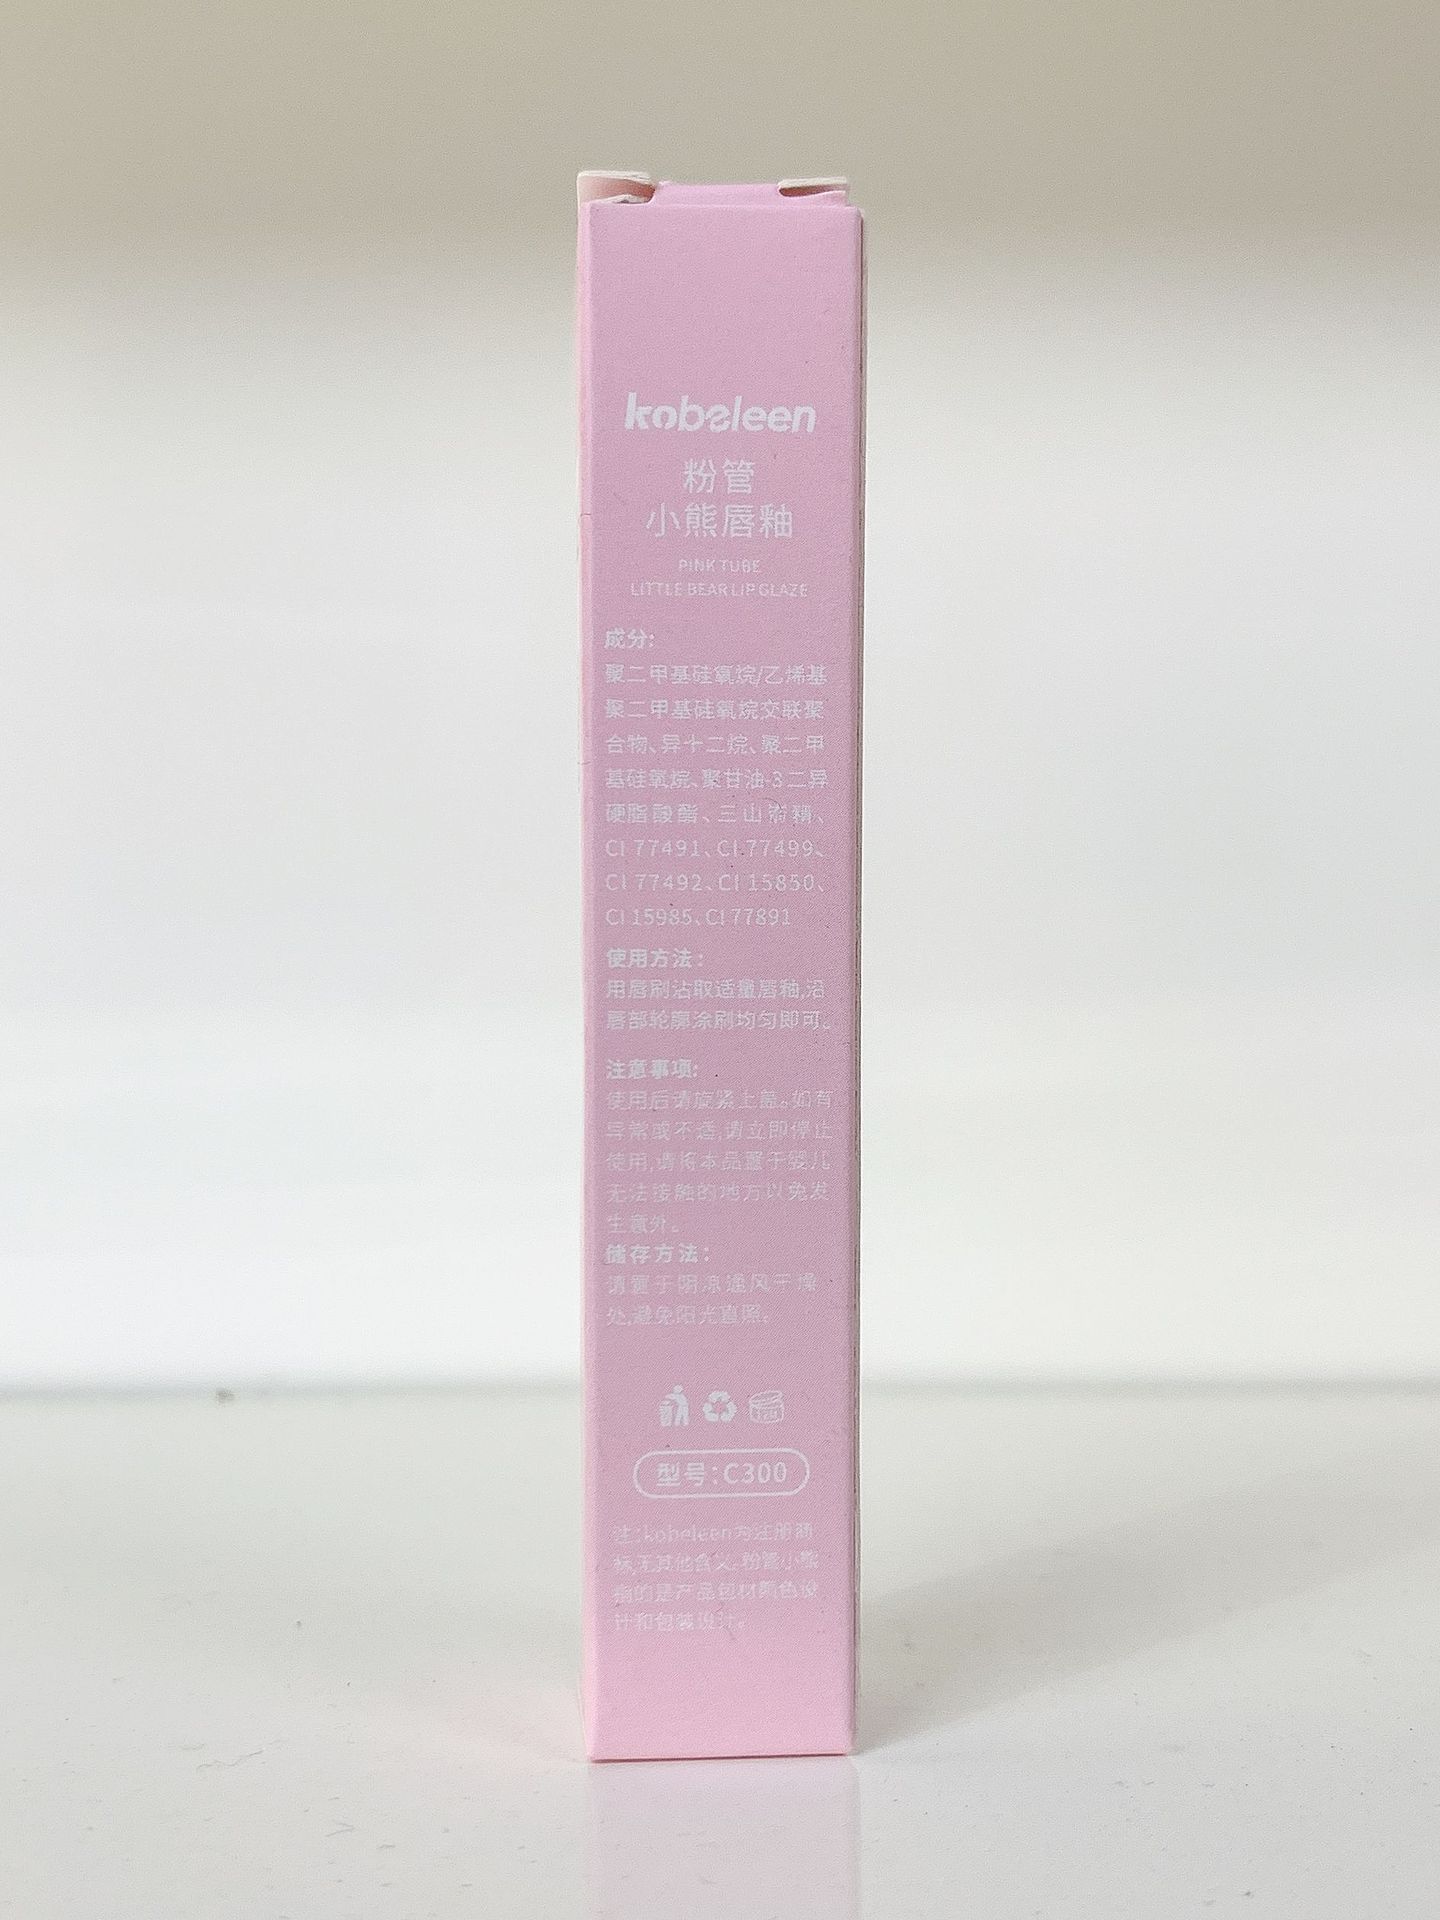 kobeleen
粉管
小熊唇釉
PINK TUBE
LITTLE BEAR LIP GLAZE
成分:
聚二甲基硅氧烷/乙烯基
聚二甲基硅氧烷交联聚
合物、异十二烷、聚二甲
基硅氧烷、聚甘油-3 二异
硬脂酸酯、三山嵛精、
CI 77491、CI 77499、
CI 77492、CI 15850、
CI 15985、CI 77891
使用方法:
用唇刷沾取适量唇釉,沿
唇部轮廓涂刷均匀即可。
注意事项:
使用后请旋紧上盖。如有
异常或不适,请立即停止
使用,请将本品置于婴儿
无法接触的地方以免发
生意外。
储存方法:
请置于阴凉通风干燥
处,避免阳光直照。
型号:C300
注:kobeleen为注册商
标,无其他含义,粉管小熊
指的是产品包材颜色设
计和包装设计。